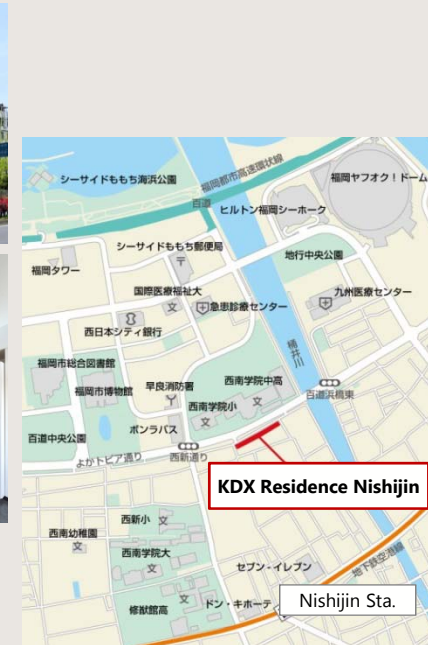 シーサイドももち海浜公園
福岡都市高速環状線
福岡ヤフオク!ドーム
百道
ヒルトン福岡シーホーク
シーサイドももち郵便局
地行中央公園
福岡タワー
国際医療福祉大
文
九州医療センター
急患診療センター
西日本シティ銀行
樋井川
福岡市総合図書館
早良消防署
西南学院中高
文
福岡市博物館
百道浜橋東
西南学院小
文
ボンラパス
百道中央公園
西新通り
よかトピア通り
KDX Residence Nishijin
西新小 文
西南幼稚園
文
西南学院大
文
セブン-イレブン
地下鉄空港線
修猷館高
文
ドン・キホーテ
Nishijin Sta.